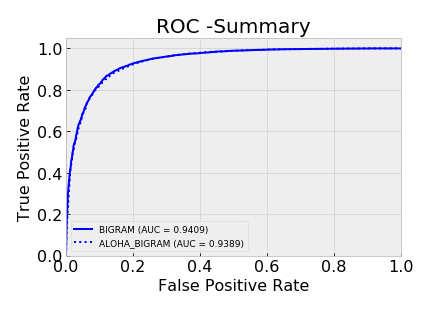 ROC -Summary
True Positive Rate
1.0
0.8
0.6
0.4
0.2
0.0
BIGRAM (AUC = 0.9409)
ALOHA_BIGRAM (AUC = 0.9389)
0.0 0.2 0.4 0.6 0.8 1.0
False Positive Rate